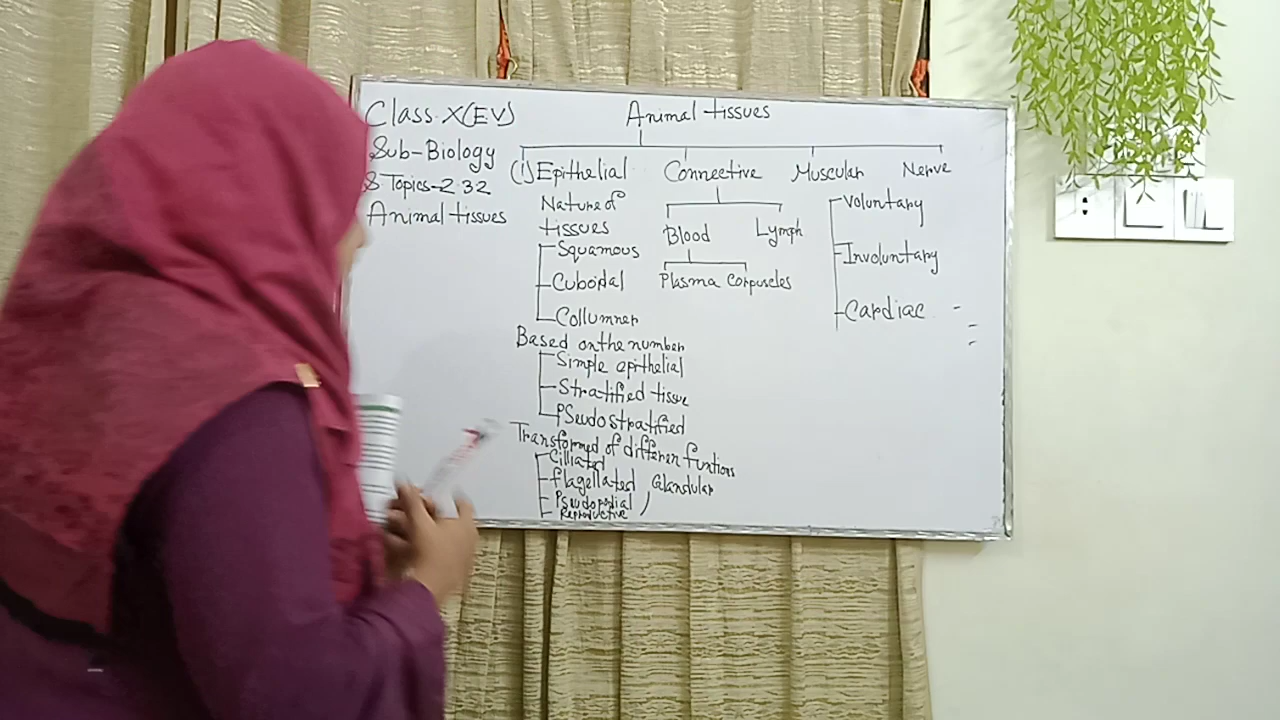 Class-X(EV)
Sub-Biology
Topics-2 32
Animal tissues
Animal tissues
(1) Epithelial Connective Muscular Nerve
Nature of
tissues
Squamous
Cuboidal
Collumner
Based on the number
Simple epithelial
Stratified tissue
PSeudostratified
Transformed of differen funtions
Cilliated
flagellated Galandular
Pseudopodial
Reproductive
Blood Lymph
Plasma Corpuscles
Voluntary
Involuntary
Cardiac